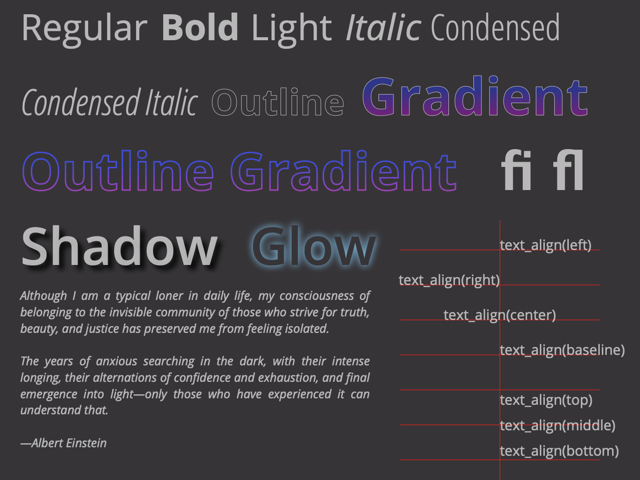 Regular Bold Light Italic Condensed
Condensed Italic Outline Gradient
Outline Gradient fi fl
Shadow Glow
text_align(left)
text_align(right)
text_align(center)
text_align(baseline)
text_align(top)
text_align(middle)
text_align(bottom)
Although I am a typical loner in daily life, my consciousness of
belonging to the invisible community of those who strive for truth,
beauty, and justice has preserved me from feeling isolated.
The years of anxious searching in the dark, with their intense
longing, their alternations of confidence and exhaustion, and final
emergence into light—only those who have experienced it can
understand that.
—Albert Einstein